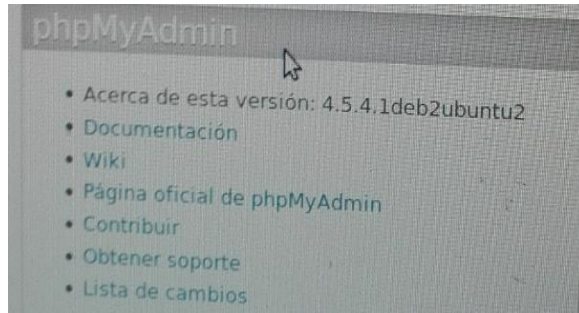 phpMyAdmin
Acerca de esta versión: 4.5.4.1deb2ubuntu2
Documentación
Wiki
Página oficial de phpMyAdmin
Contribuir
Obtener soporte
Lista de cambios